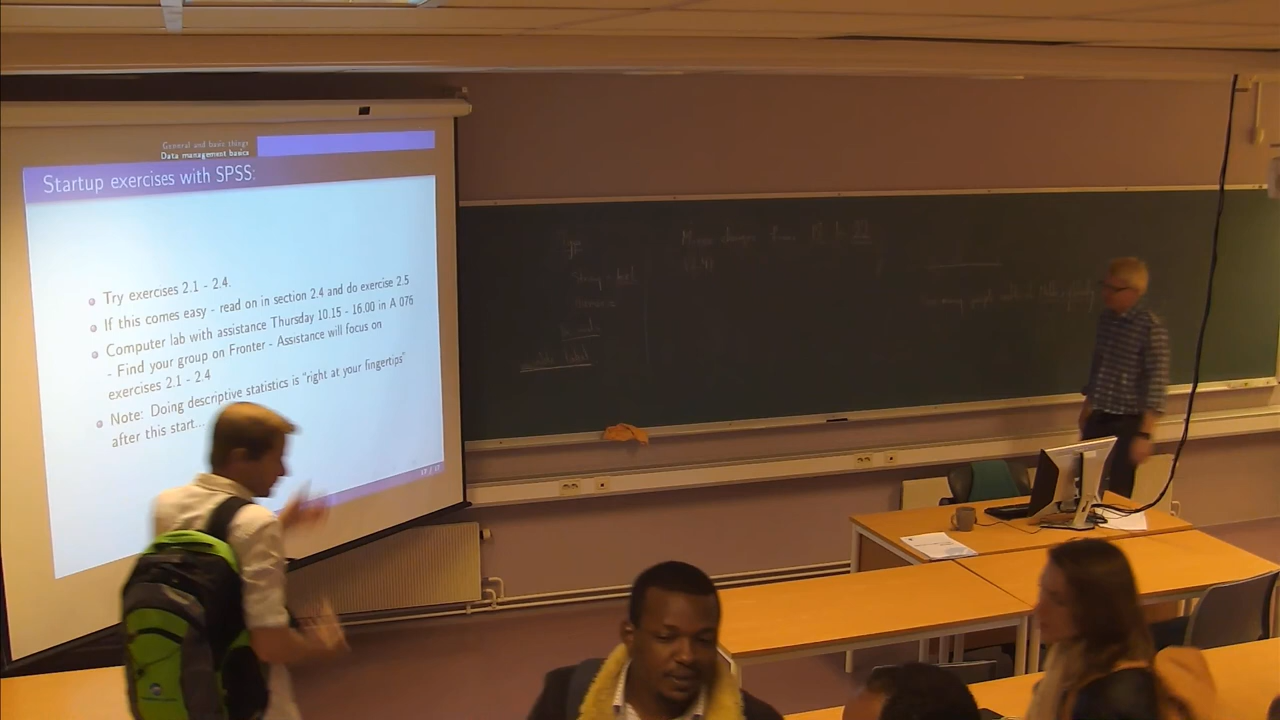 General and basic things
Data management basics
Startup exercises with SPSS:
Try exercises 2.1 - 2.4.
If this comes easy - read on in section 2.4 and do exercise 2.5
Computer lab with assistance Thursday 10.15 - 16.00 in A 076
- Find your group on Fronter - Assistance will focus on
exercises 2.1 - 2.4
Note: Doing descriptive statistics is "right at your fingertips"
after this start...